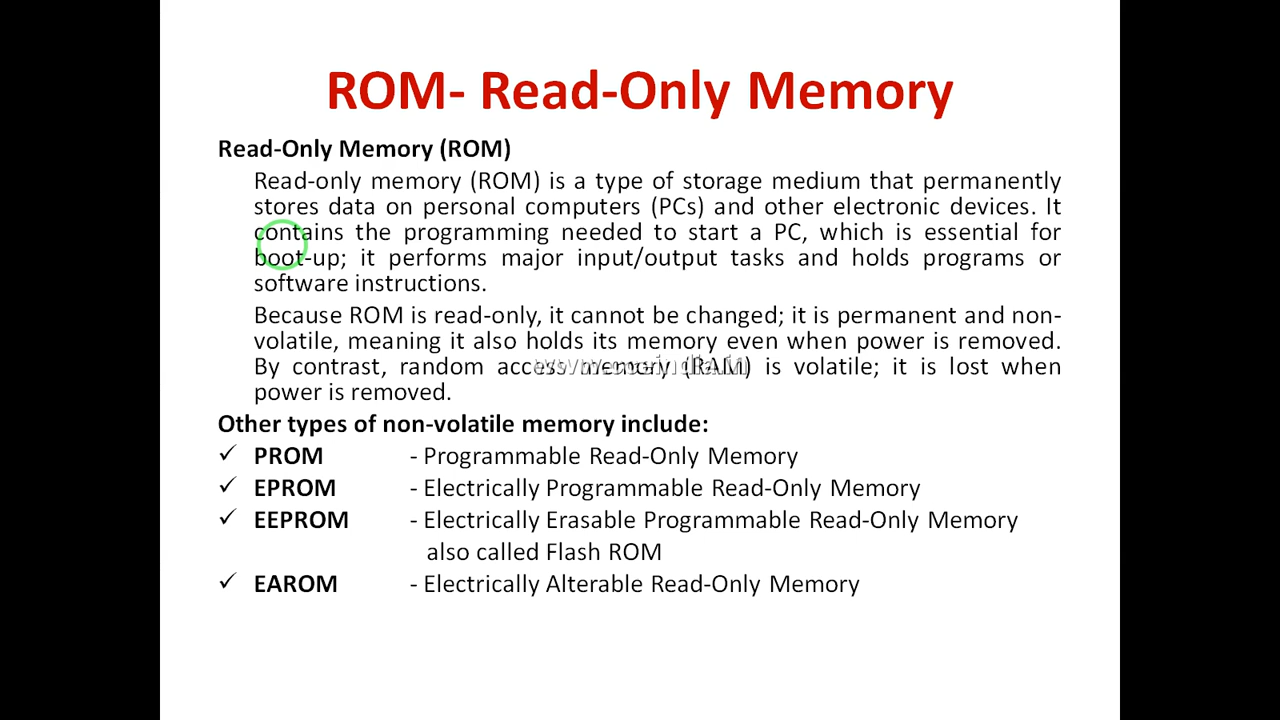 ROM- Read-Only Memory
Read-Only Memory (ROM)
Read-only memory (ROM) is a type of storage medium that permanently
stores data on personal computers (PCs) and other electronic devices. It
contains the programming needed to start a PC, which is essential for
boot-up; it performs major input/output tasks and holds programs or
software instructions.
Because ROM is read-only, it cannot be changed; it is permanent and non-
volatile, meaning it also holds its memory even when power is removed.
By contrast, random access memory (RAM) is volatile; it is lost when
power is removed.
Other types of non-volatile memory include:
✓ PROM - Programmable Read-Only Memory
✓ EPROM - Electrically Programmable Read-Only Memory
✓ EEPROM - Electrically Erasable Programmable Read-Only Memory
also called Flash ROM
✓ EAROM - Electrically Alterable Read-Only Memory